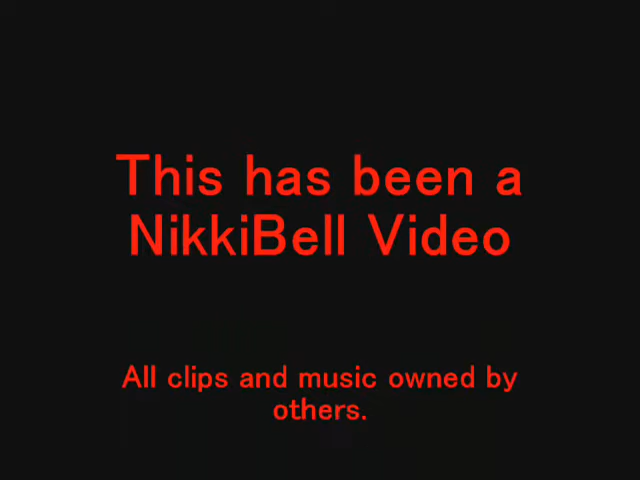 This has been a
NikkiBell Video
All clips and music owned by
others.